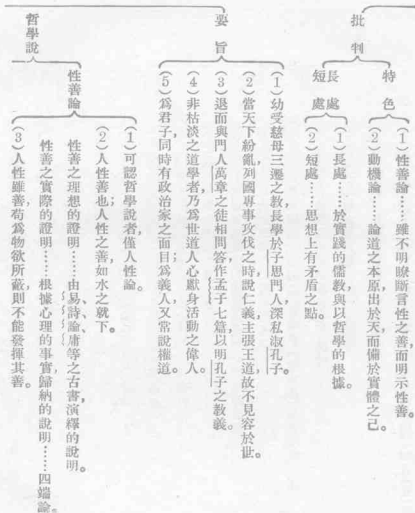 批判
特色
(1)性善論……雖不明瞭斷言性之善而明示性善。
(2)動機論……論道之本原出於天而備於實體之己。
長處
短處
(1)長處……於實踐的儒教與以哲學的根據。
(2)短處……思想上有矛盾之點。
要旨
(1)幼受慈母三遷之教,長學於子思門人,深私淑孔子。
(2)當天下紛亂,列國專事攻伐之時,說仁義,主張王道,故不見容於世。
(3)退而與門人萬章之徒相問答,作孟子七篇,以明孔子之教義。
(4)非枯淡之道學者,乃爲世道人心獻身活動之偉人。
(5)爲君子,同時有政治家之面目;爲義人,又常說權道。
哲學說
(1)可認哲學說者,僅人性論。
性善論
(2)人性善也;人性之善,如水之就下。
性善之理想的證明……由易、詩、論、庸等之古書,演繹的說明。
性善之實際的證明……根據心理的事實,歸納的說明……四端論。
(3)人性雖善,苟爲物欲所蔽,則不能發揮其善。